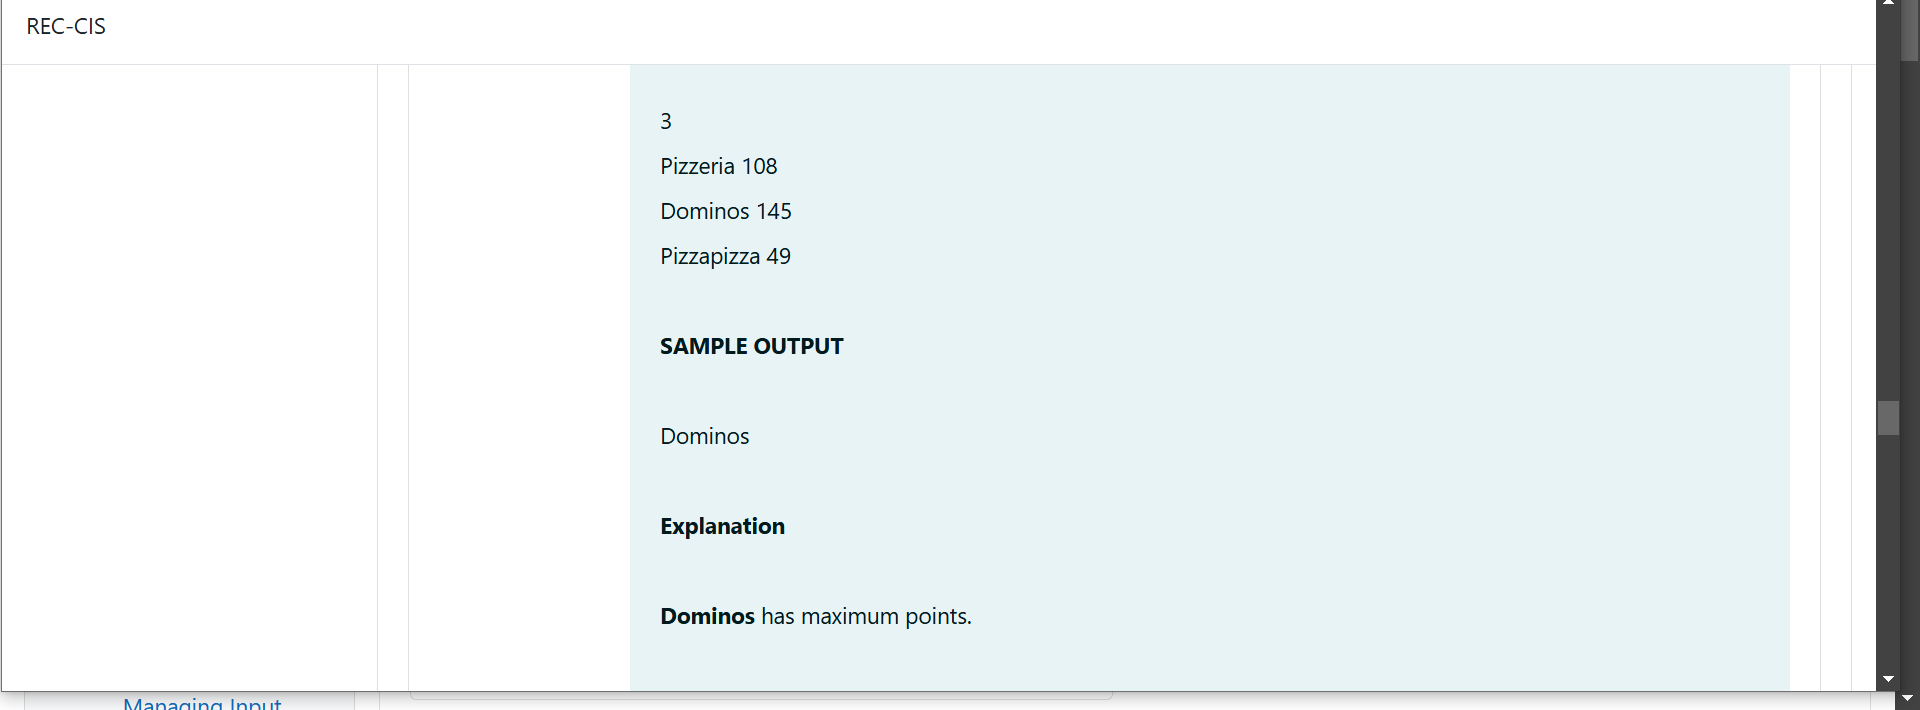 REC-CIS
3
Pizzeria 108
Dominos 145
Pizzapizza 49
SAMPLE OUTPUT
Dominos
Explanation
Dominos has maximum points.
Managing Input